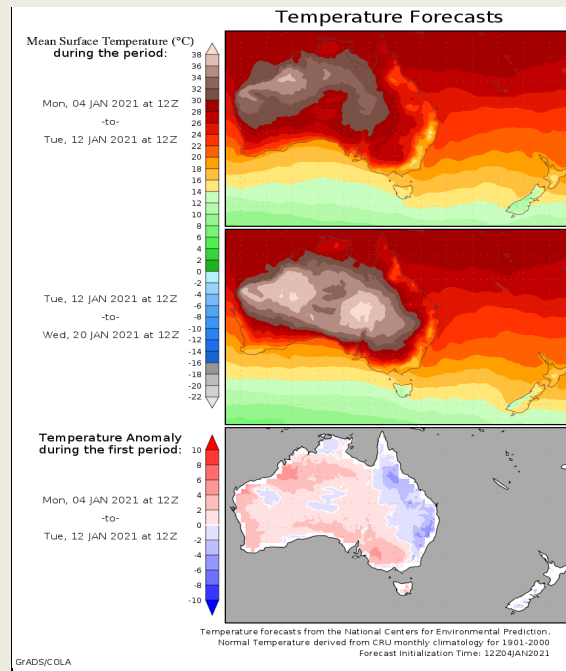 Temperature Forecasts
Mean Surface Temperature (°C)
during the period:
Mon, 04 JAN 2021 at 12Z
-to-
Tue, 12 JAN 2021 at 12Z
38
36
34
32
30
28
26
24
22
20
18
16
14
12
10
8
6
4
2
0
-2
-4
-6
-8
-10
-12
-14
-16
-18
-20
-22
Tue, 12 JAN 2021 at 12Z
-to-
Wed, 20 JAN 2021 at 12Z
Temperature Anomaly
during the first period:
Mon, 04 JAN 2021 at 12Z
-to-
Tue, 12 JAN 2021 at 12Z
10
8
6
4
2
0
-2
-4
-6
-8
-10
Temperature forecasts from the National Centers for Environmental Prediction.
Normal Temperature derived from CRU monthly climatology for 1901-2000
Forecast Initialization Time: 12Z04JAN2021
GrADS/COLA